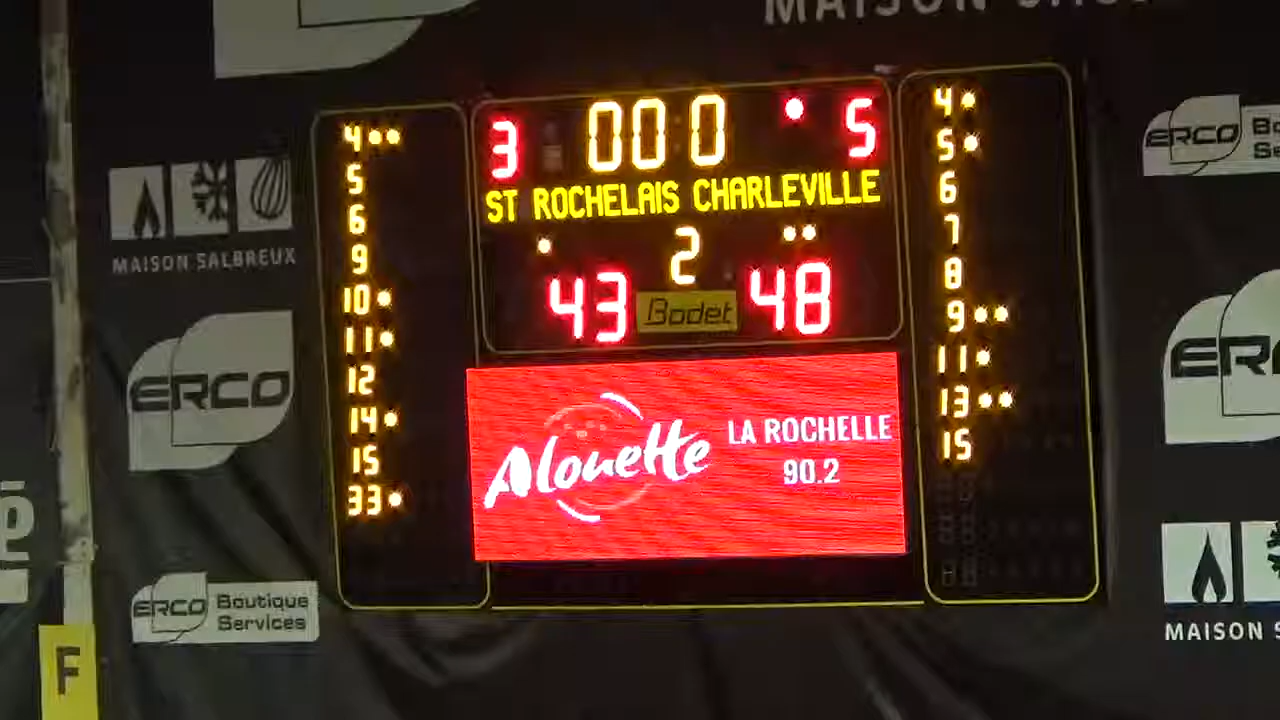 MAISON
3 00:0 5
ST ROCHELAIS CHARLEVILLE
2
43 48
Bodet
4
5
6
9
10
11
12
14
15
33
4
5
6
7
8
9
11
13
15
Alouette
LA ROCHELLE
90.2
MAISON SALBREUX
ERCO
ERCO Boutique
Services
F
ERCO
MAISON